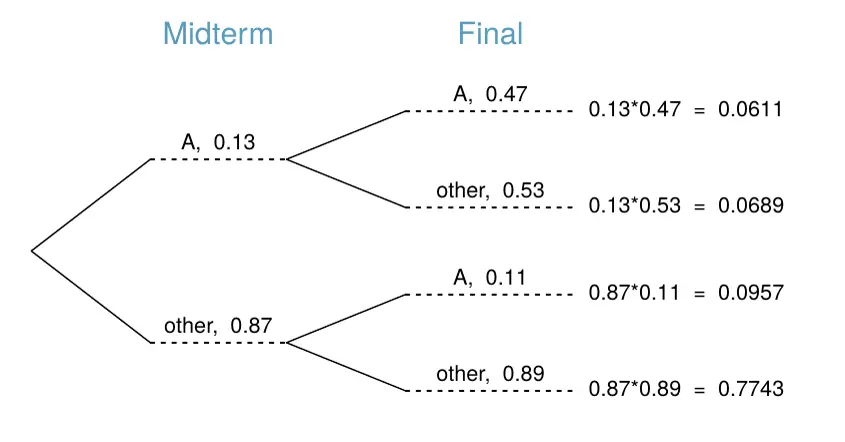 Midterm Final
A, 0.47
0.13*0.47 = 0.0611
A, 0.13
other, 0.53
0.13*0.53 = 0.0689
A, 0.11
0.87*0.11 = 0.0957
other, 0.87
other, 0.89
0.87*0.89 = 0.7743